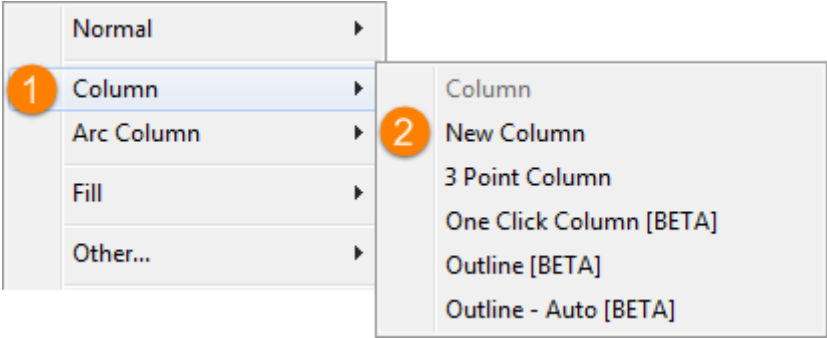 Normal
1
Column
Arc Column
Fill
Other...
Column
2
New Column
3 Point Column
One Click Column [BETA]
Outline [BETA]
Outline - Auto [BETA]